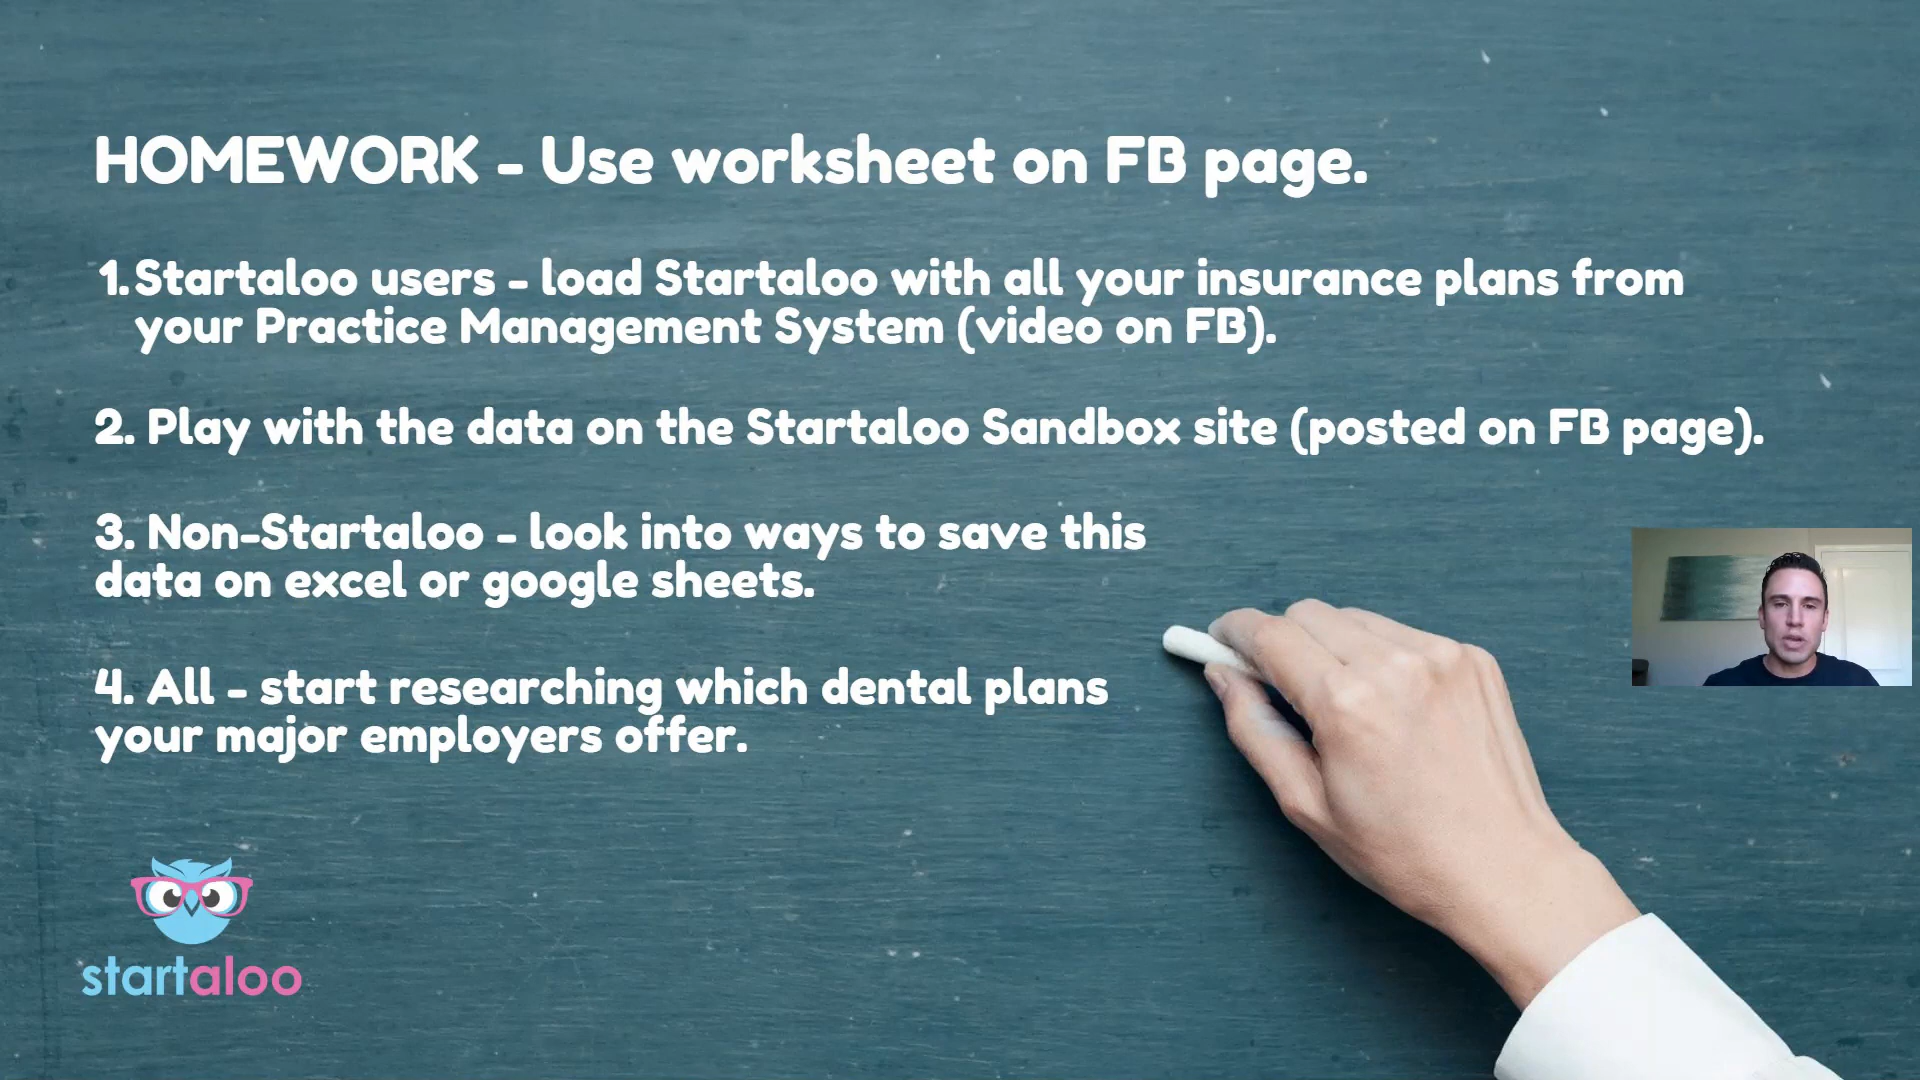 HOMEWORK - Use worksheet on FB page.
1. Startaloo users - load Startaloo with all your insurance plans from
your Practice Management System (video on FB).
2. Play with the data on the Startaloo Sandbox site (posted on FB page).
3. Non-Startaloo - look into ways to save this
data on excel or google sheets.
4. All - start researching which dental plans
your major employers offer.
startaloo